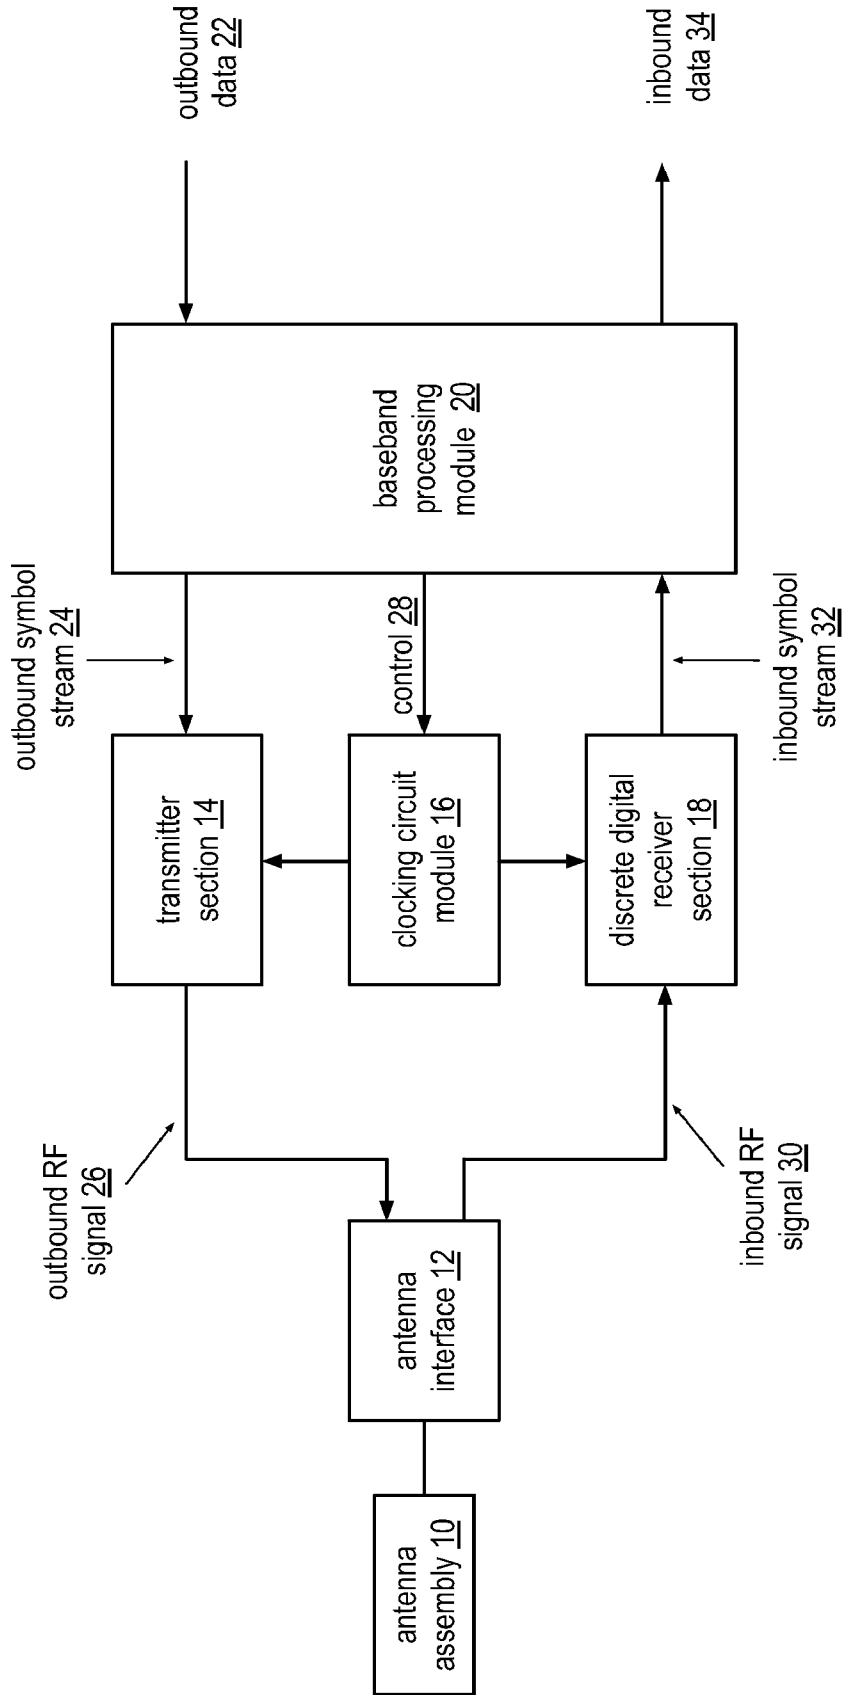 outbound
data 22
inbound
data 34
baseband
processing
module 20
outbound symbol
stream 24
control 28
inbound symbol
stream 32
transmitter
section 14
clocking circuit
module 16
discrete digital
receiver
section 18
outbound RF
signal 26
inbound RF
signal 30
antenna
interface 12
antenna
assembly 10